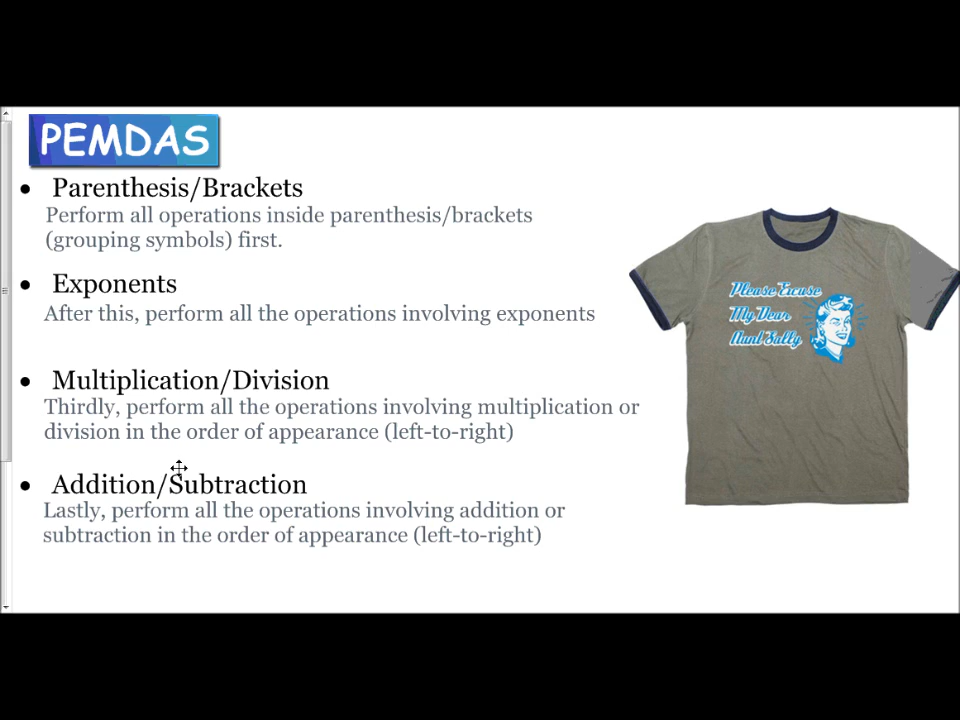 PEMDAS
• Parenthesis/Brackets
Perform all operations inside parenthesis/brackets
(grouping symbols) first.
• Exponents
After this, perform all the operations involving exponents
• Multiplication/Division
Thirdly, perform all the operations involving multiplication or
division in the order of appearance (left-to-right)
• Addition/Subtraction
Lastly, perform all the operations involving addition or
subtraction in the order of appearance (left-to-right)
Please Excuse
My Dear
Aunt Sally